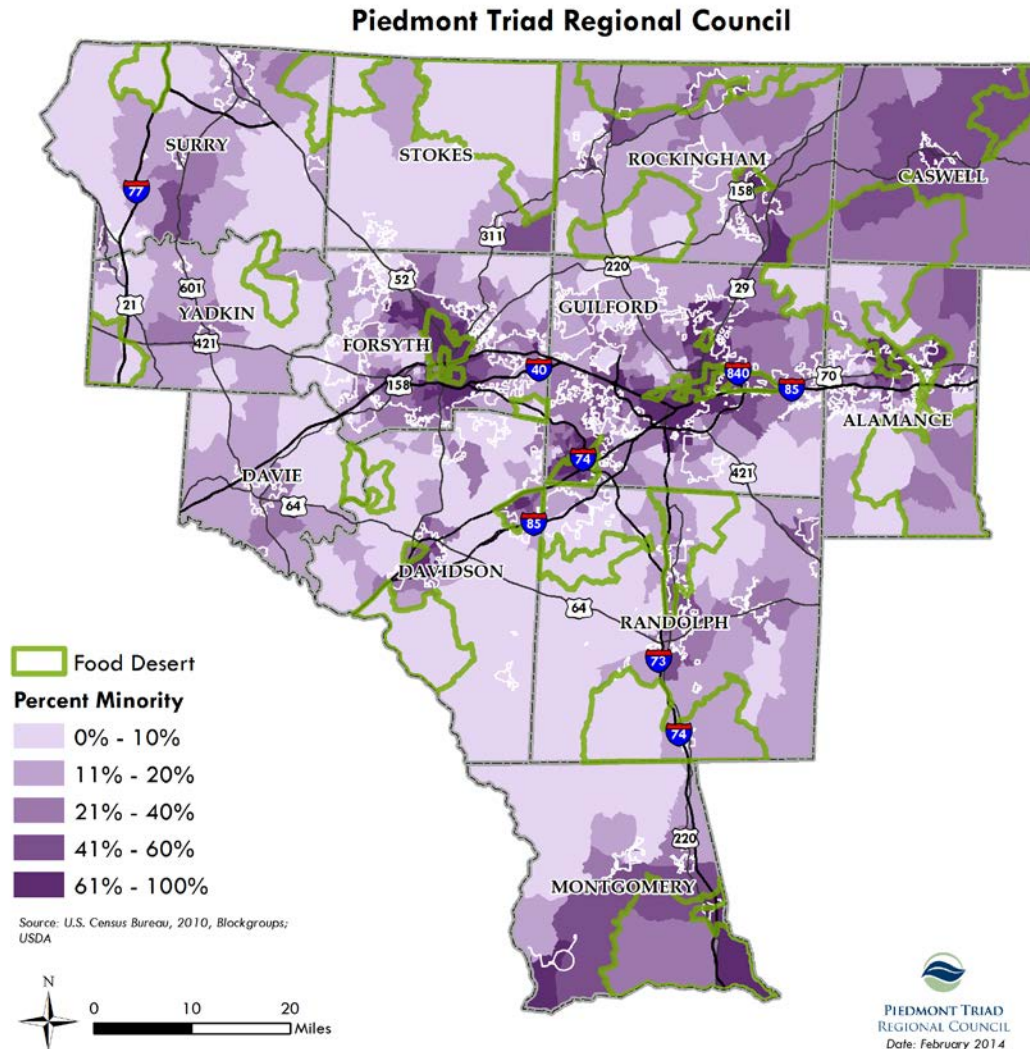 Piedmont Triad Regional Council
SURRY
STOKES
ROCKINGHAM
CASWELL
77
158
311
220
52
29
601
21
YADKIN
GUILFORD
421
FORSYTH
40
840
158
85
70
ALAMANCE
74
421
DAVIE
64
85
DAVIDSON
64
RANDOLPH
73
74
220
MONTGOMERY
Food Desert
Percent Minority
0% - 10%
11% - 20%
21% - 40%
41% - 60%
61% - 100%
Source: U.S. Census Bureau, 2010, Blockgroups;
USDA
N
0 10 20
Miles
PIEDMONT TRIAD
REGIONAL COUNCIL
Date: February 2014